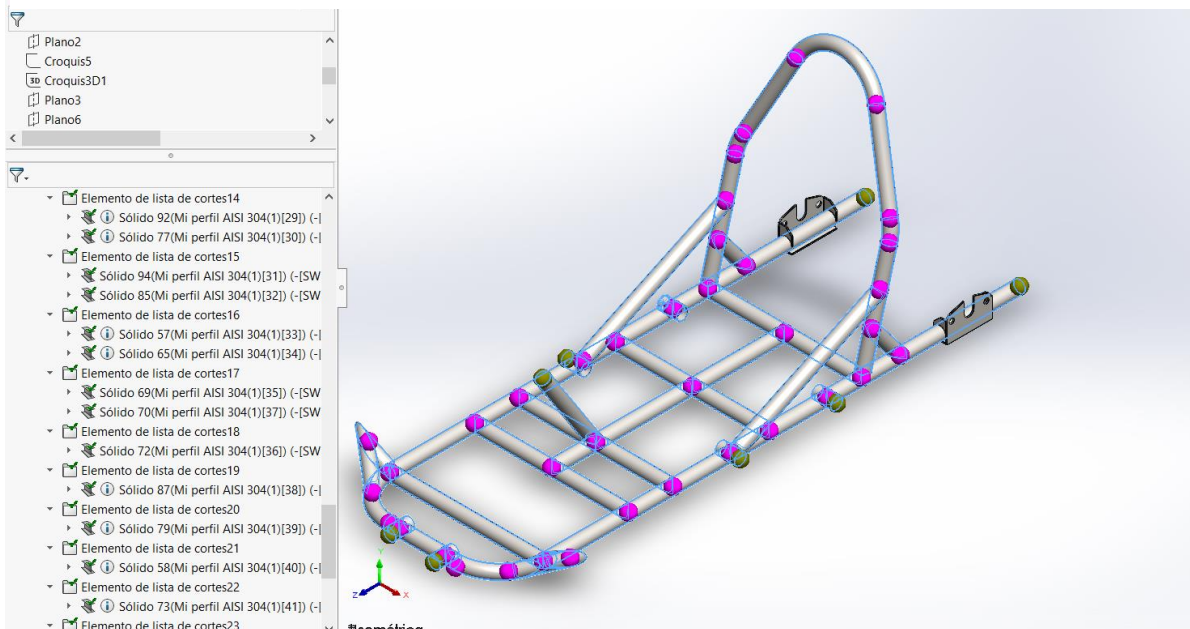 Plano2
Croquis5
3D Croquis3D1
Plano3
Plano6
Elemento de lista de cortes14
Sólido 92(Mi perfil AISI 304(1)[29]) (-[
Sólido 77(Mi perfil AISI 304(1)[30]) (-[
Elemento de lista de cortes15
Sólido 94(Mi perfil AISI 304(1)[31]) (-[SW
Sólido 85(Mi perfil AISI 304(1)[32]) (-[SW
Elemento de lista de cortes16
Sólido 57(Mi perfil AISI 304(1)[33]) (-[
Sólido 65(Mi perfil AISI 304(1)[34]) (-[
Elemento de lista de cortes17
Sólido 69(Mi perfil AISI 304(1)[35]) (-[SW
Sólido 70(Mi perfil AISI 304(1)[37]) (-[SW
Elemento de lista de cortes18
Sólido 72(Mi perfil AISI 304(1)[36]) (-[SW
Elemento de lista de cortes19
Sólido 87(Mi perfil AISI 304(1)[38]) (-[
Elemento de lista de cortes20
Sólido 79(Mi perfil AISI 304(1)[39]) (-[
Elemento de lista de cortes21
Sólido 58(Mi perfil AISI 304(1)[40]) (-[
Elemento de lista de cortes22
Sólido 73(Mi perfil AISI 304(1)[41]) (-[
Elemento de lista de cortes23
Y
Z
X
*Isométrica